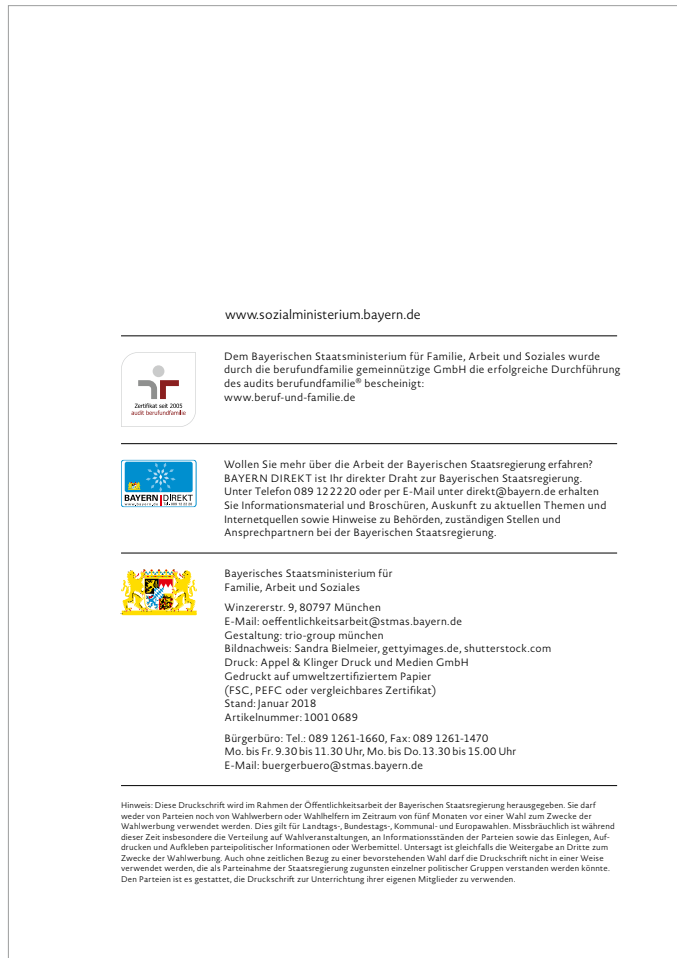 www.sozialministerium.bayern.de
Dem Bayerischen Staatsministerium für Familie, Arbeit und Soziales wurde
durch die berufundfamilie gemeinnützige GmbH die erfolgreiche Durchführung
des audits berufundfamilie® bescheinigt:
www.beruf-und-familie.de
Zertifikat seit 2005
audit berufundfamilie
Wollen Sie mehr über die Arbeit der Bayerischen Staatsregierung erfahren?
BAYERN DIREKT ist Ihr direkter Draht zur Bayerischen Staatsregierung.
Unter Telefon 089 122220 oder per E-Mail unter direkt@bayern.de erhalten
Sie Informationsmaterial und Broschüren, Auskunft zu aktuellen Themen und
Internetquellen sowie Hinweise zu Behörden, zuständigen Stellen und
Ansprechpartnern bei der Bayerischen Staatsregierung.
BAYERN DIREKT
www.bayern.de Tel. 089 12 22 20
Bayerisches Staatsministerium für
Familie, Arbeit und Soziales
Winzererstr. 9, 80797 München
E-Mail: oeffentlichkeitsarbeit@stmas.bayern.de
Gestaltung: trio-group münchen
Bildnachweis: Sandra Bielmeier, gettyimages.de, shutterstock.com
Druck: Appel & Klinger Druck und Medien GmbH
Gedruckt auf umweltzertifiziertem Papier
(FSC, PEFC oder vergleichbares Zertifikat)
Stand: Januar 2018
Artikelnummer: 1001 0689
Bürgerbüro: Tel.: 089 1261-1660, Fax: 089 1261-1470
Mo. bis Fr. 9.30 bis 11.30 Uhr, Mo. bis Do. 13.30 bis 15.00 Uhr
E-Mail: buergerbuero@stmas.bayern.de
Hinweis: Diese Druckschrift wird im Rahmen der Öffentlichkeitsarbeit der Bayerischen Staatsregierung herausgegeben. Sie darf
weder von Parteien noch von Wahlwerbern oder Wahlhelfern im Zeitraum von fünf Monaten vor einer Wahl zum Zwecke der
Wahlwerbung verwendet werden. Dies gilt für Landtags-, Bundestags-, Kommunal- und Europawahlen. Missbräuchlich ist während
dieser Zeit insbesondere die Verteilung auf Wahlveranstaltungen, an Informationsständen der Parteien sowie das Einlegen, Auf-
drucken und Aufkleben parteipolitischer Informationen oder Werbemittel. Untersagt ist gleichfalls die Weitergabe an Dritte zum
Zwecke der Wahlwerbung. Auch ohne zeitlichen Bezug zu einer bevorstehenden Wahl darf die Druckschrift nicht in einer Weise
verwendet werden, die als Parteinahme der Staatsregierung zugunsten einzelner politischer Gruppen verstanden werden könnte.
Den Parteien ist es gestattet, die Druckschrift zur Unterrichtung ihrer eigenen Mitglieder zu verwenden.